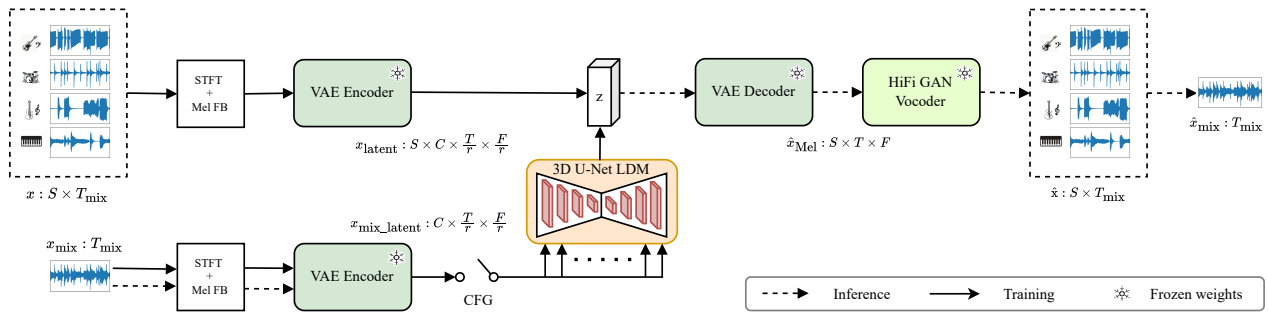 STFT
+
Mel FB
VAE Encoder
z
VAE Decoder
HiFi GAN
Vocoder
x̂_mix : T_mix
x_latent : S × C × T/r × F/r
x̂_Mel : S × T × F
3D U-Net LDM
x : S × T_mix
x̂ : S × T_mix
x_mix_latent : C × T/r × F/r
x_mix : T_mix
STFT
+
Mel FB
VAE Encoder
CFG
Inference
Training
Frozen weights